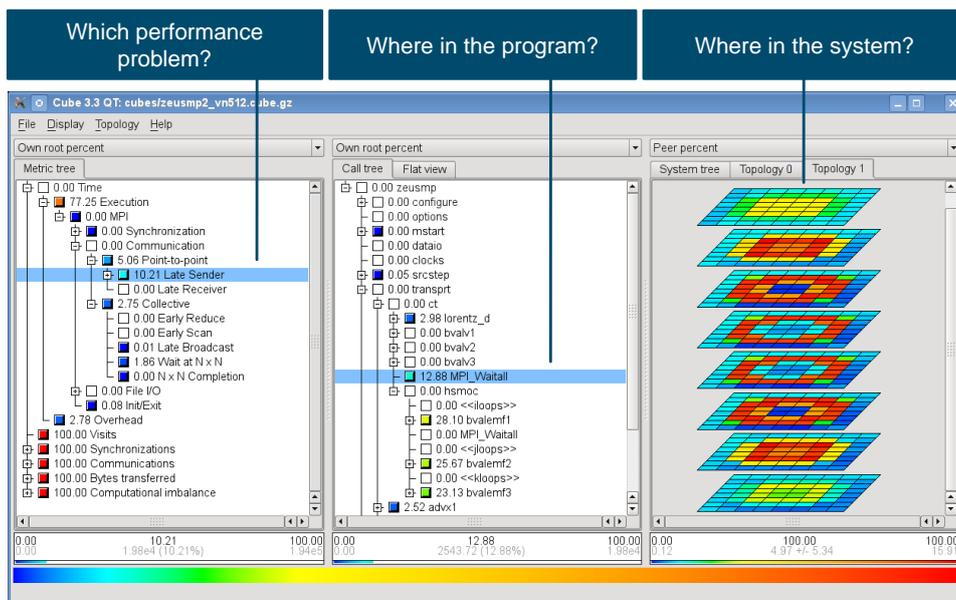 Which performance
problem?
Where in the program?
Where in the system?
Cube 3.3 QT: cubes/zeusmp2_vn512.cube.gz
File Display Topology Help
Own root percent
Metric tree
0.00 Time
77.25 Execution
0.00 MPI
0.00 Synchronization
0.00 Communication
5.06 Point-to-point
10.21 Late Sender
0.00 Late Receiver
2.75 Collective
0.00 Early Reduce
0.00 Early Scan
0.01 Late Broadcast
1.86 Wait at N x N
0.00 N x N Completion
0.00 File I/O
0.08 Init/Exit
2.78 Overhead
100.00 Visits
100.00 Synchronizations
100.00 Communications
100.00 Bytes transferred
100.00 Computational imbalance
0.00 10.21 100.00
0.00 1.98e4 (10.21%) 1.94e5
Own root percent
Call tree Flat view
0.00 zeusmp
0.00 configure
0.00 options
0.00 mstart
0.00 dataio
0.00 clocks
0.05 srcstep
0.00 transprt
0.00 ct
2.98 lorentz_d
0.00 bvalv1
0.00 bvalv2
0.00 bvalv3
12.88 MPI_Waitall
0.00 hsmoc
0.00 <<iloops>>
28.10 bvalemf1
0.00 MPI_Waitall
0.00 <<jloops>>
25.67 bvalemf2
0.00 <<kloops>>
23.13 bvalemf3
2.52 advx1
0.00 12.88 100.00
0.00 2543.72 (12.88%) 1.98e4
Peer percent
System tree Topology 0 Topology 1
0.00 100.00 100.00
0.12 4.97 +/- 5.34 15.91